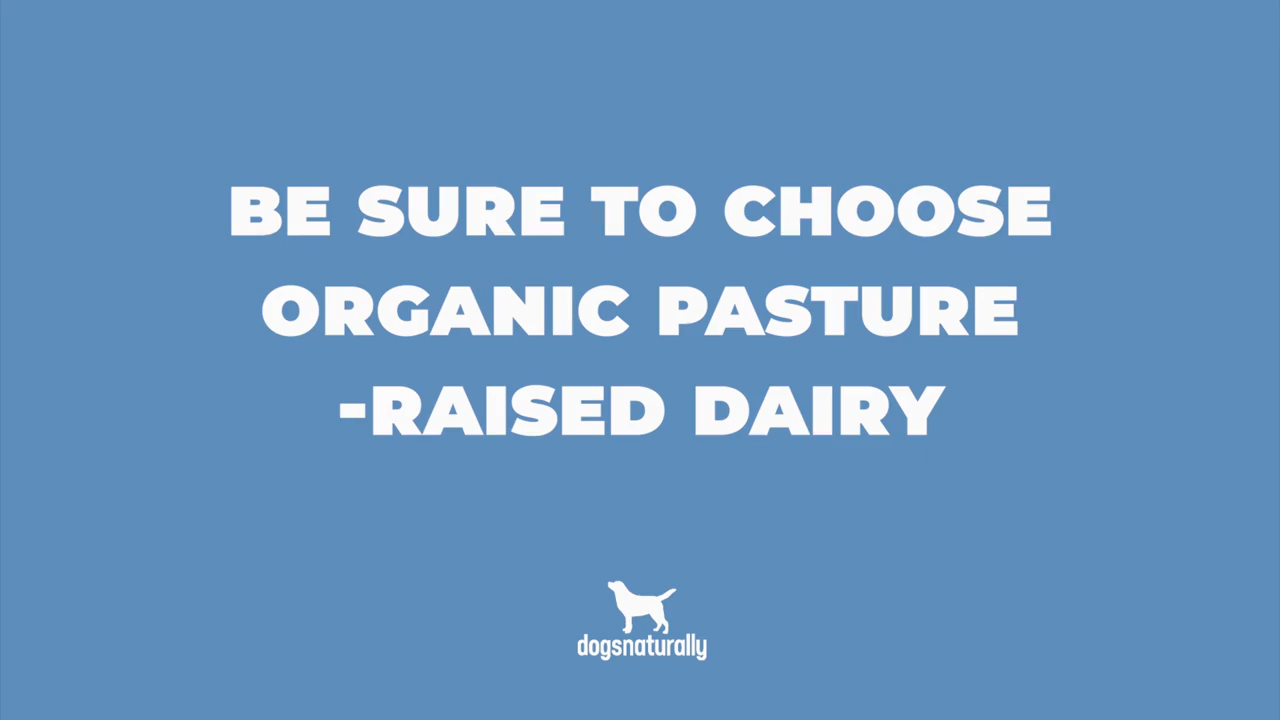 BE SURE TO CHOOSE
ORGANIC PASTURE
-RAISED DAIRY
dogsnaturally